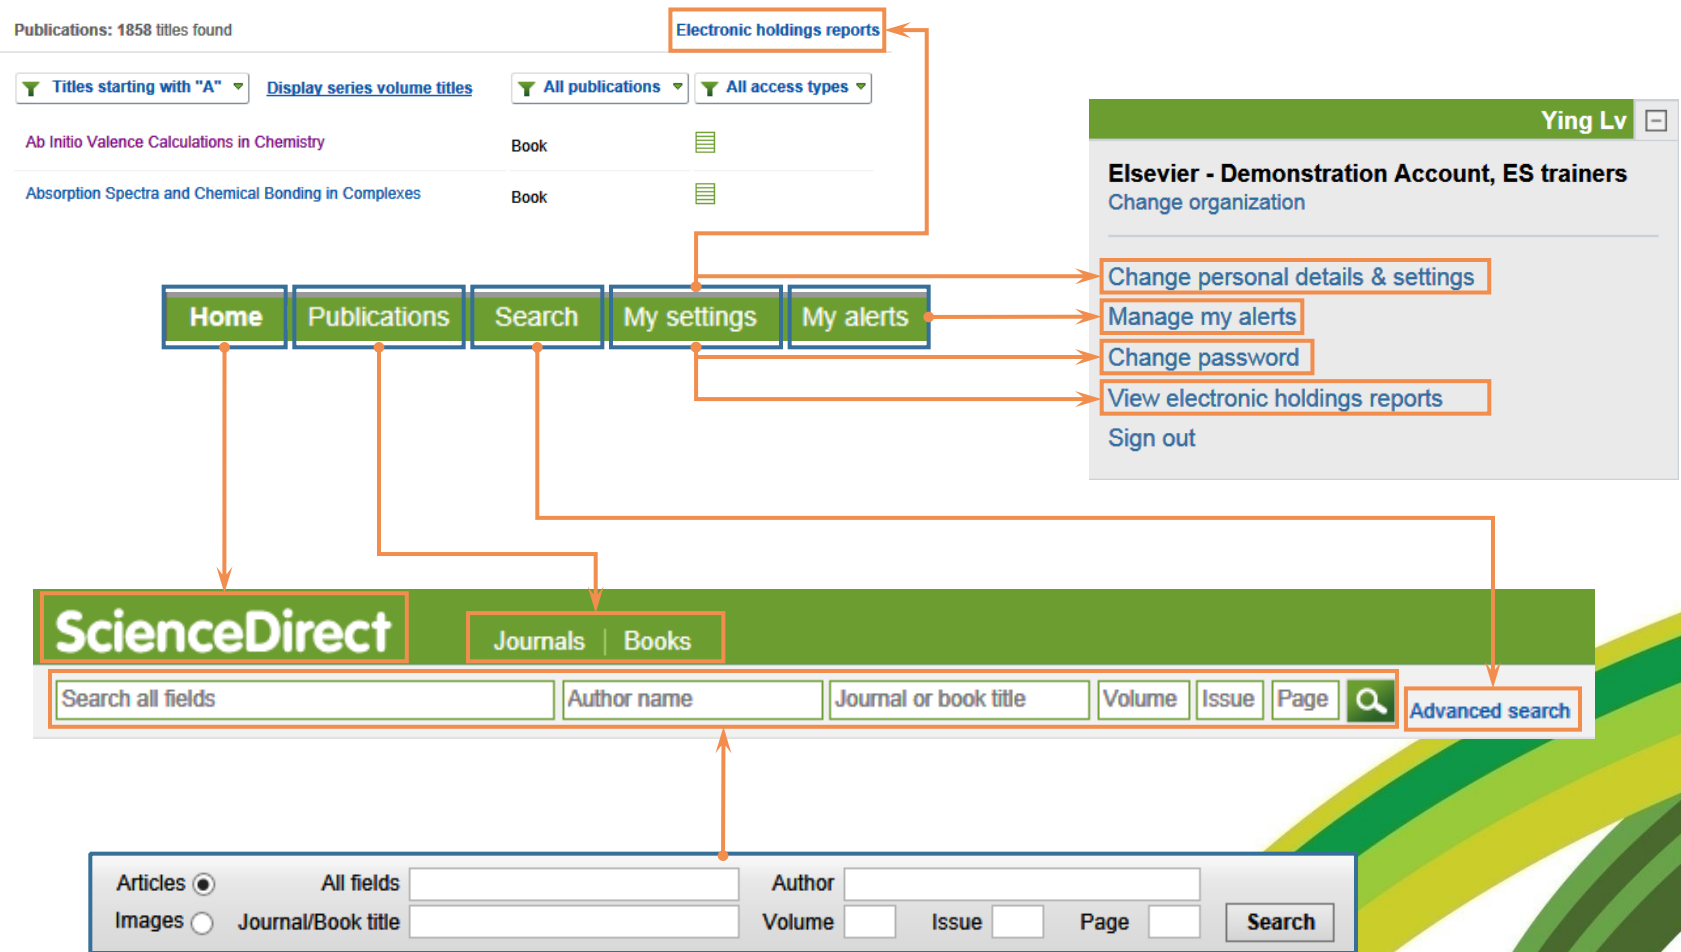 Publications: 1858 titles found
Electronic holdings reports
Titles starting with "A"
Display series volume titles
All publications
All access types
Ab Initio Valence Calculations in Chemistry
Book
Absorption Spectra and Chemical Bonding in Complexes
Book
Ying Lv
Elsevier - Demonstration Account, ES trainers
Change organization
Change personal details & settings
Manage my alerts
Change password
View electronic holdings reports
Sign out
Home
Publications
Search
My settings
My alerts
ScienceDirect
Journals | Books
Search all fields
Author name
Journal or book title
Volume
Issue
Page
Advanced search
Articles
All fields
Author
Images
Journal/Book title
Volume
Issue
Page
Search